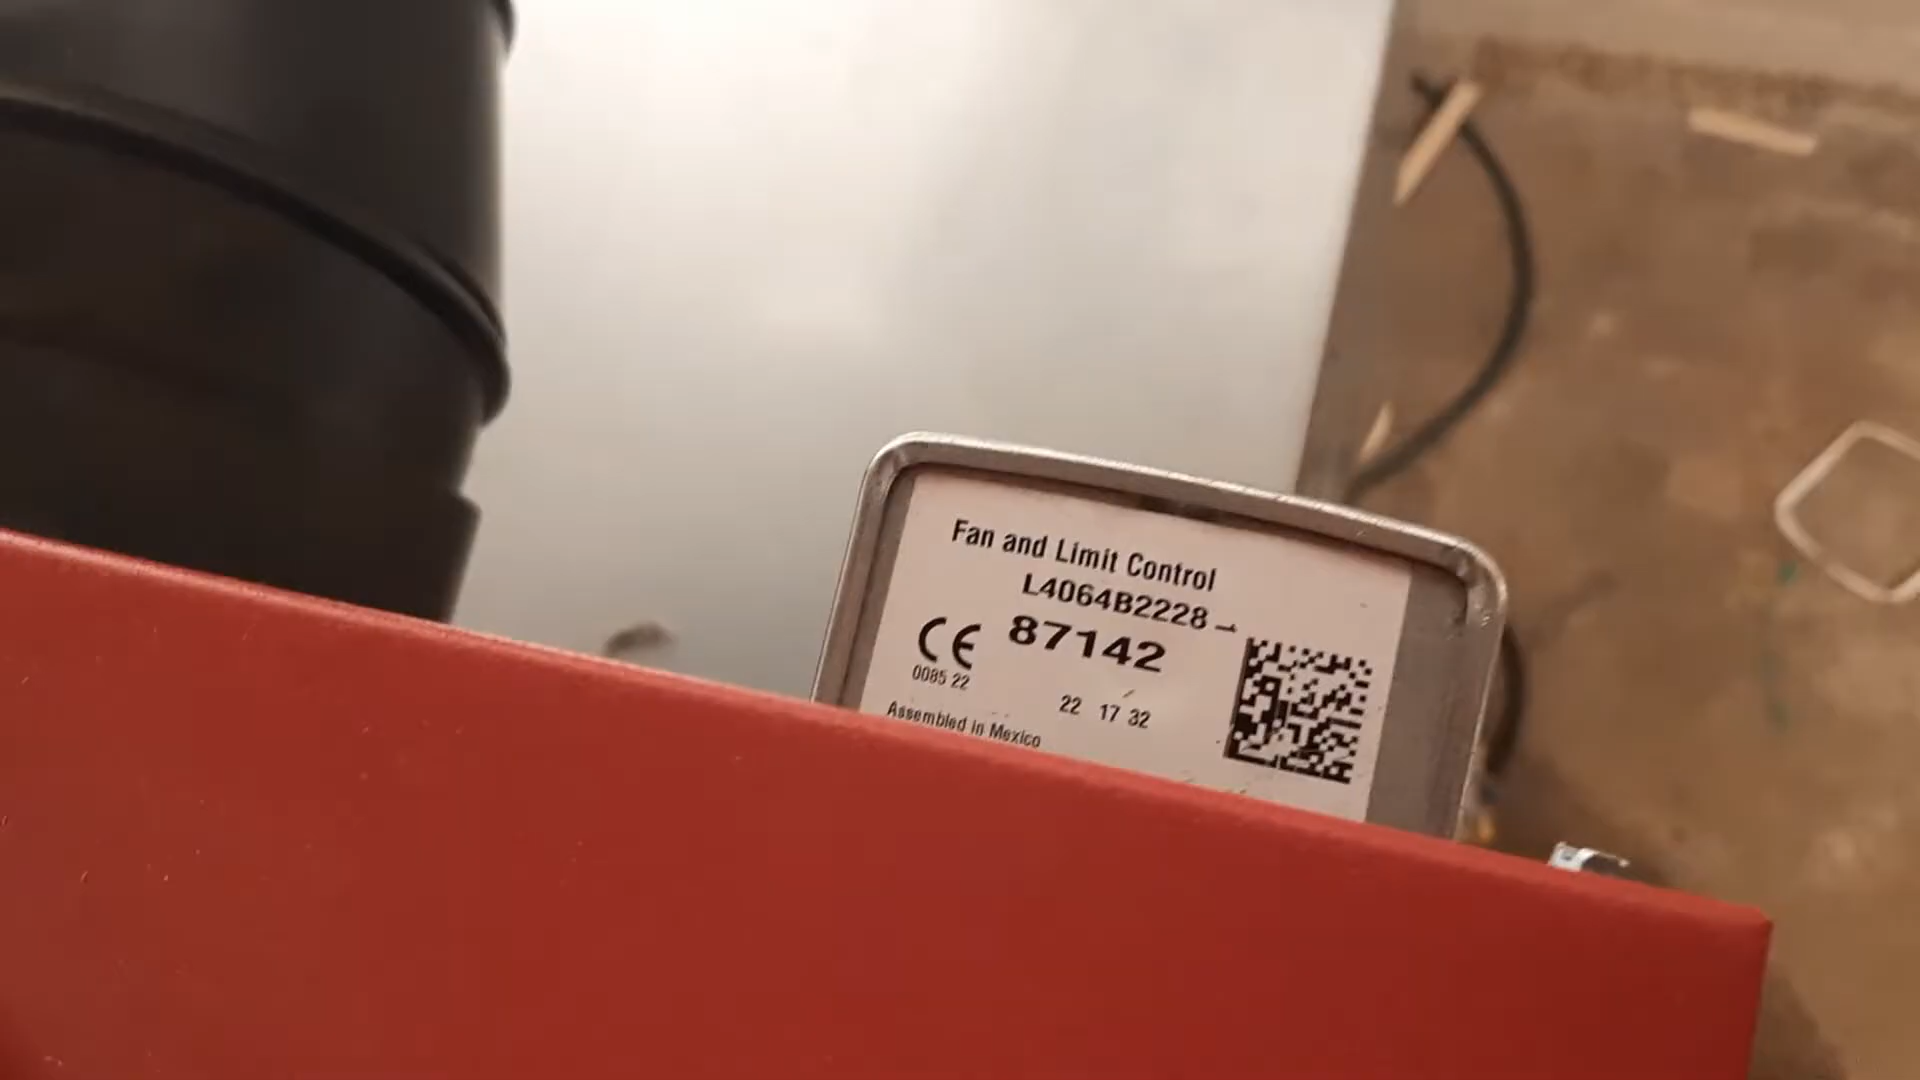 Fan and Limit Control
L4064B2228
87142
CE
0085 22
22 17 32
Assembled in Mexico